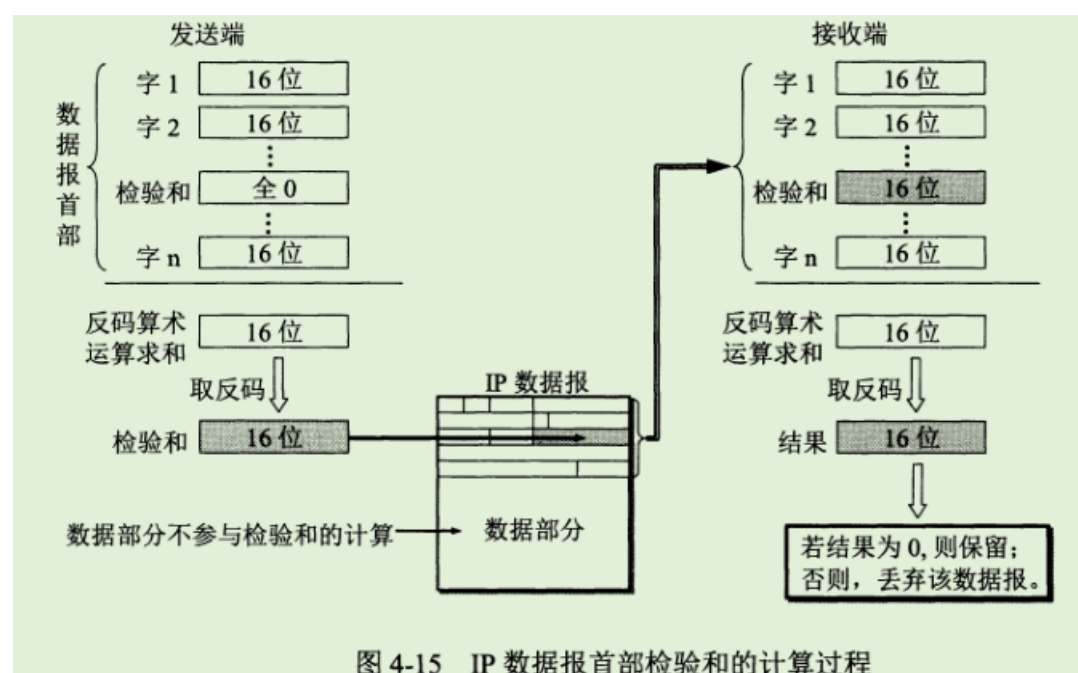 发送端
数据报首部
字 1 16 位
字 2 16 位
检验和 全 0
字 n 16 位
反码算术
运算求和
16 位
取反码
检验和 16 位
数据部分不参与检验和的计算
IP 数据报
数据部分
接收端
字 1 16 位
字 2 16 位
检验和 16 位
字 n 16 位
反码算术
运算求和
16 位
取反码
结果 16 位
若结果为 0, 则保留；
否则，丢弃该数据报。
图 4-15 IP 数据报首部检验和的计算过程